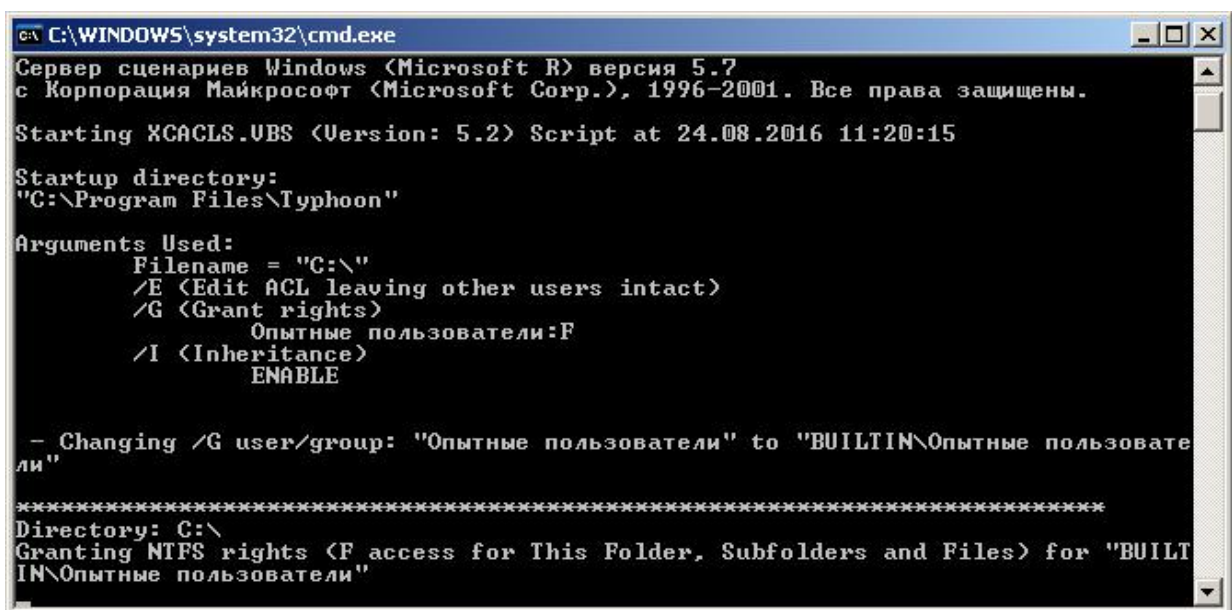 C:\WINDOWS\system32\cmd.exe
Сервер сценариев Windows (Microsoft R) версия 5.7
с Корпорация Майкрософт (Microsoft Corp.), 1996-2001. Все права защищены.
Starting XCACLS.VBS (Version: 5.2) Script at 24.08.2016 11:20:15
Startup directory:
"C:\Program Files\Typhoon"
Arguments Used:
Filename = "C:\"
/E (Edit ACL leaving other users intact)
/G (Grant rights)
Опытные пользователи:F
/I (Inheritance)
ENABLE
- Changing /G user/group: "Опытные пользователи" to "BUILTIN\Опытные пользовате
ли"
******************************************************************************
Directory: C:\
Granting NTFS rights (F access for This Folder, Subfolders and Files) for "BUILT
IN\Опытные пользователи"